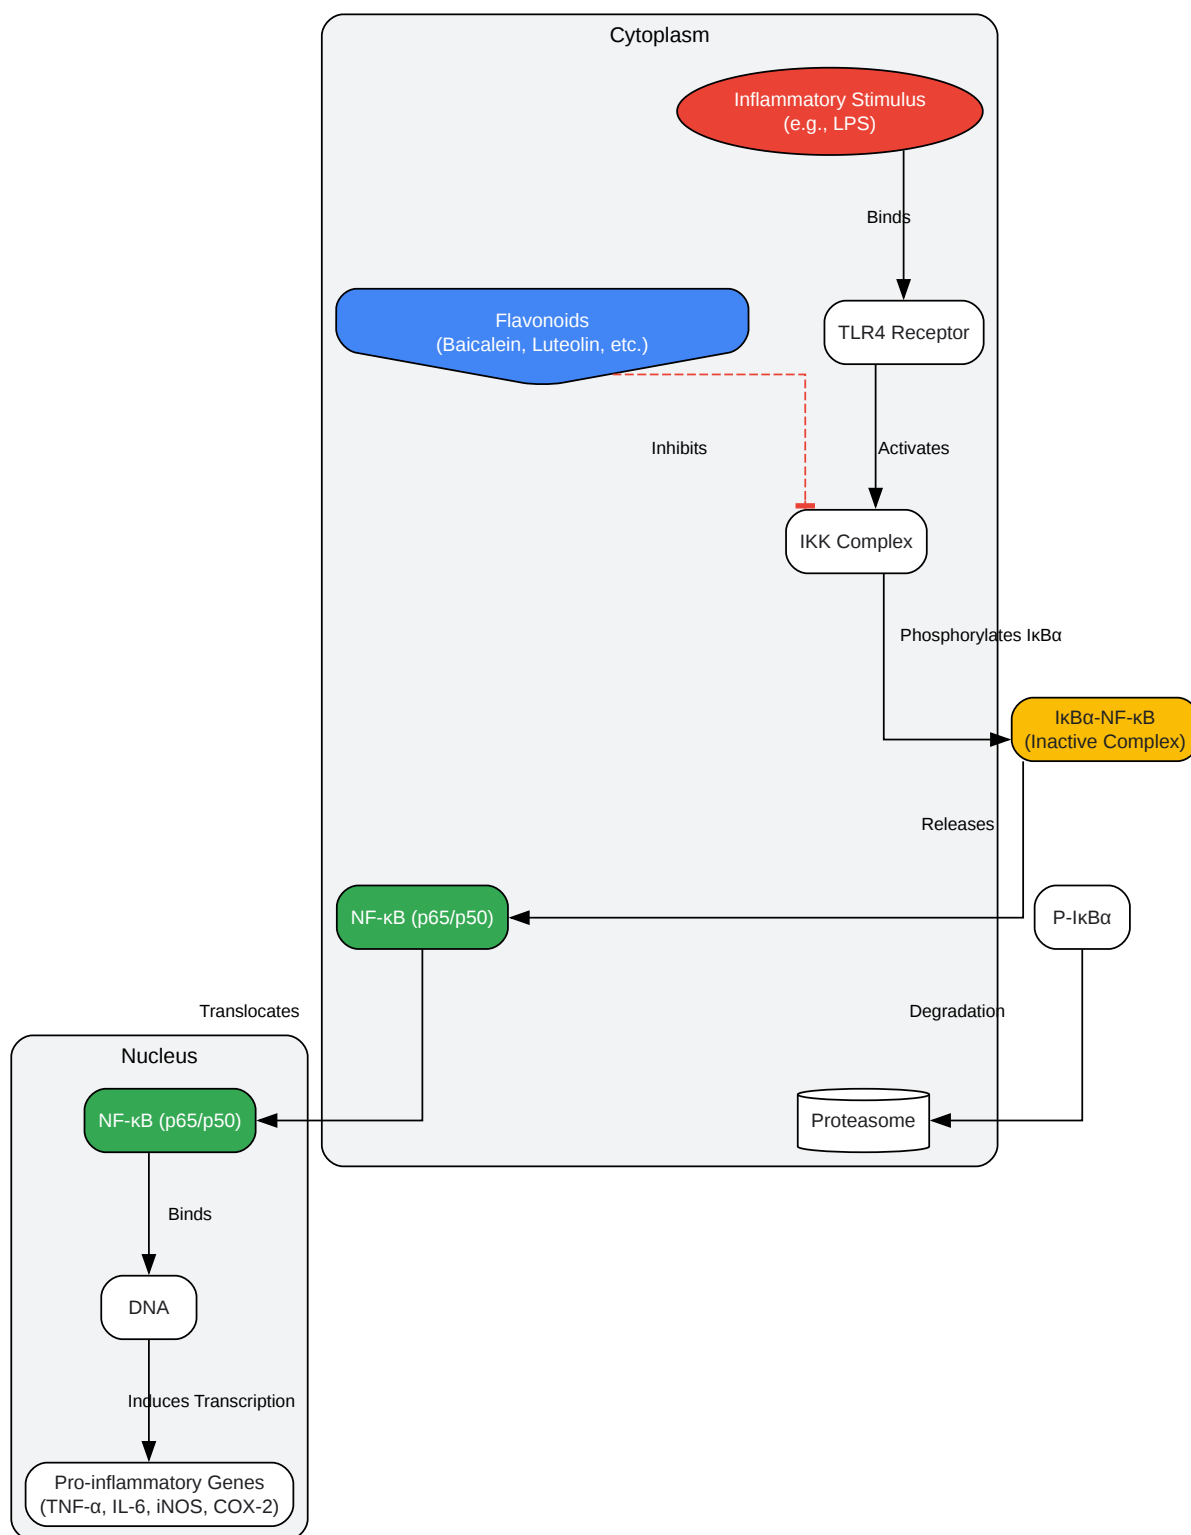 Cytoplasm
Inflammatory Stimulus
(e.g., LPS)
Binds
Flavonoids
(Baicalein, Luteolin, etc.)
TLR4 Receptor
Inhibits
Activates
IKK Complex
Phosphorylates IκBα
IκBα-NF-κB
(Inactive Complex)
Releases
NF-κB (p65/p50)
P-IκBα
Translocates
Degradation
Nucleus
NF-κB (p65/p50)
Proteasome
Binds
DNA
Induces Transcription
Pro-inflammatory Genes
(TNF-α, IL-6, iNOS, COX-2)